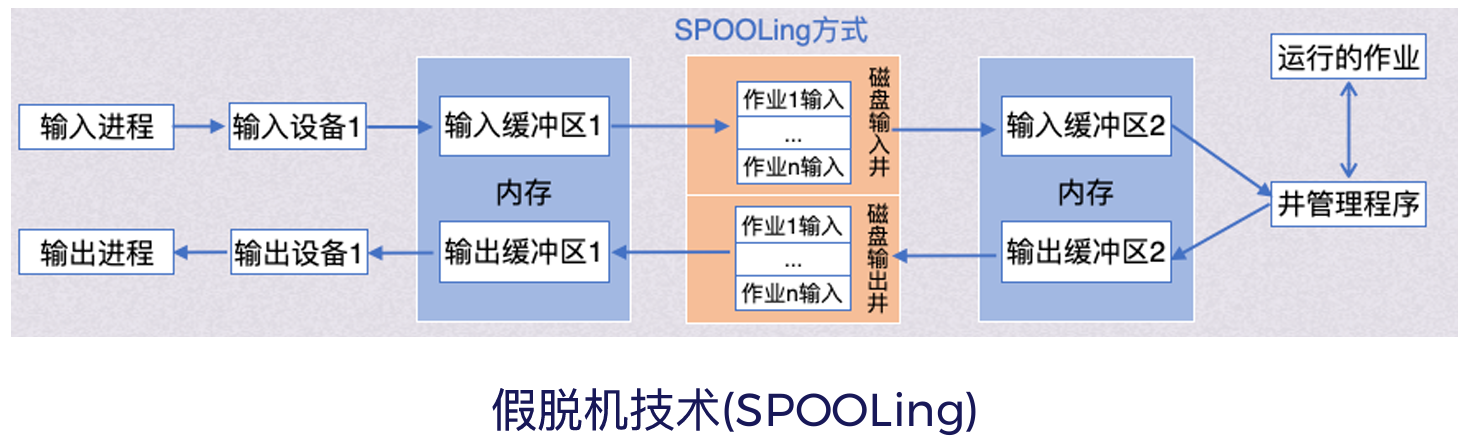 SPOOLing方式
运行的作业
输入进程
输入设备1
输入缓冲区1
作业1输入
...
作业n输入
磁盘输入井
输入缓冲区2
内存
内存
井管理程序
输出进程
输出设备1
输出缓冲区1
作业1输入
...
作业n输入
磁盘输出井
输出缓冲区2
假脱机技术(SPOOLing)